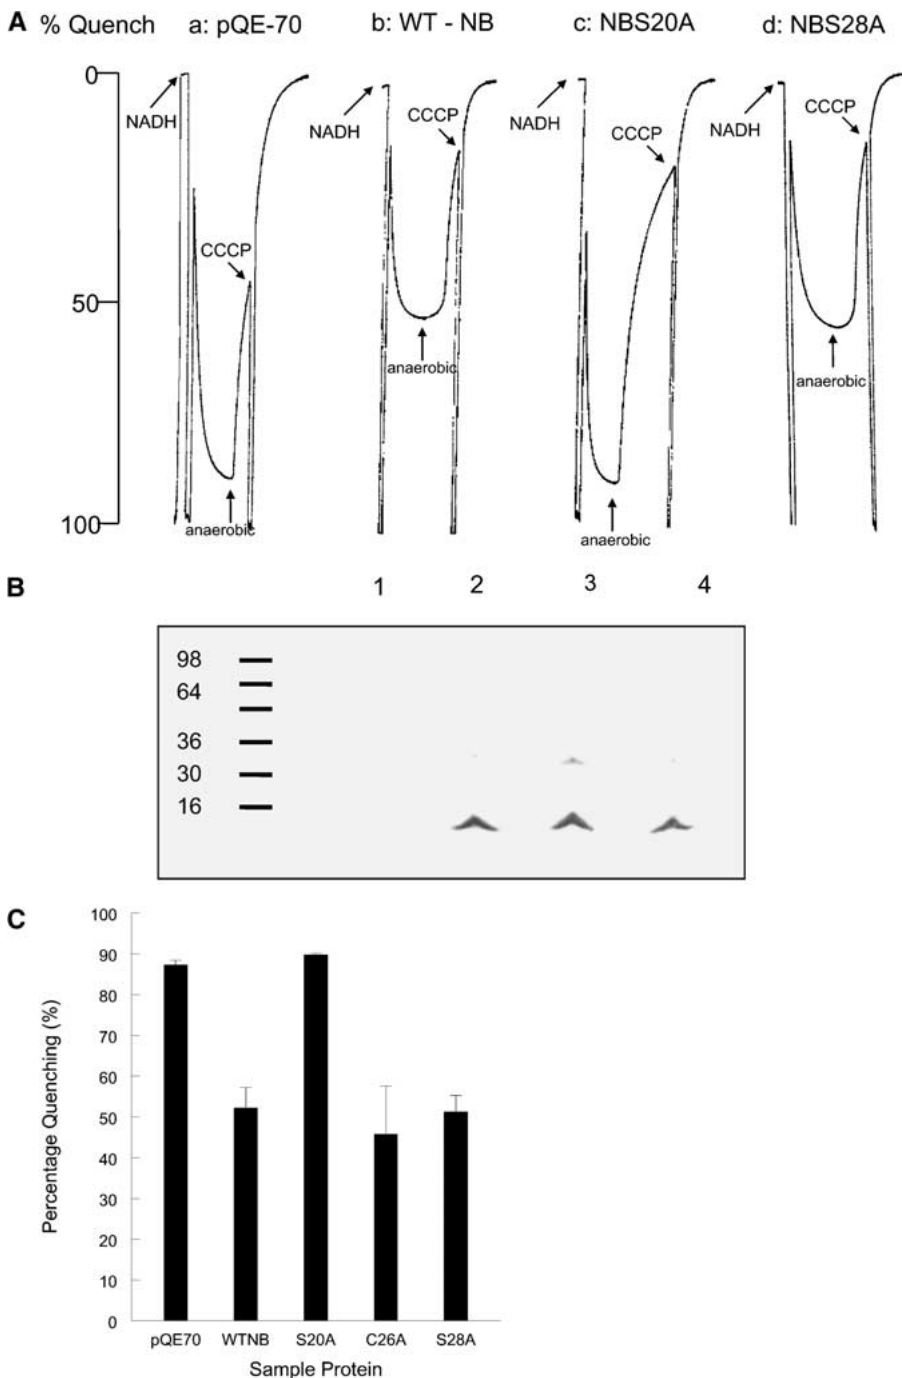 A % Quench a: pQE-70 b: WT - NB c: NBS20A d: NBS28A
0
NADH NADH NADH NADH
CCCP CCCP CCCP
CCCP
50
anaerobic anaerobic
100 anaerobic anaerobic
B 1 2 3 4
98
64
36
30
16
C
100
90
80
70
60
50
40
30
20
10
0
Percentage Quenching (%)
pQE70 WTNB S20A C26A S28A
Sample Protein